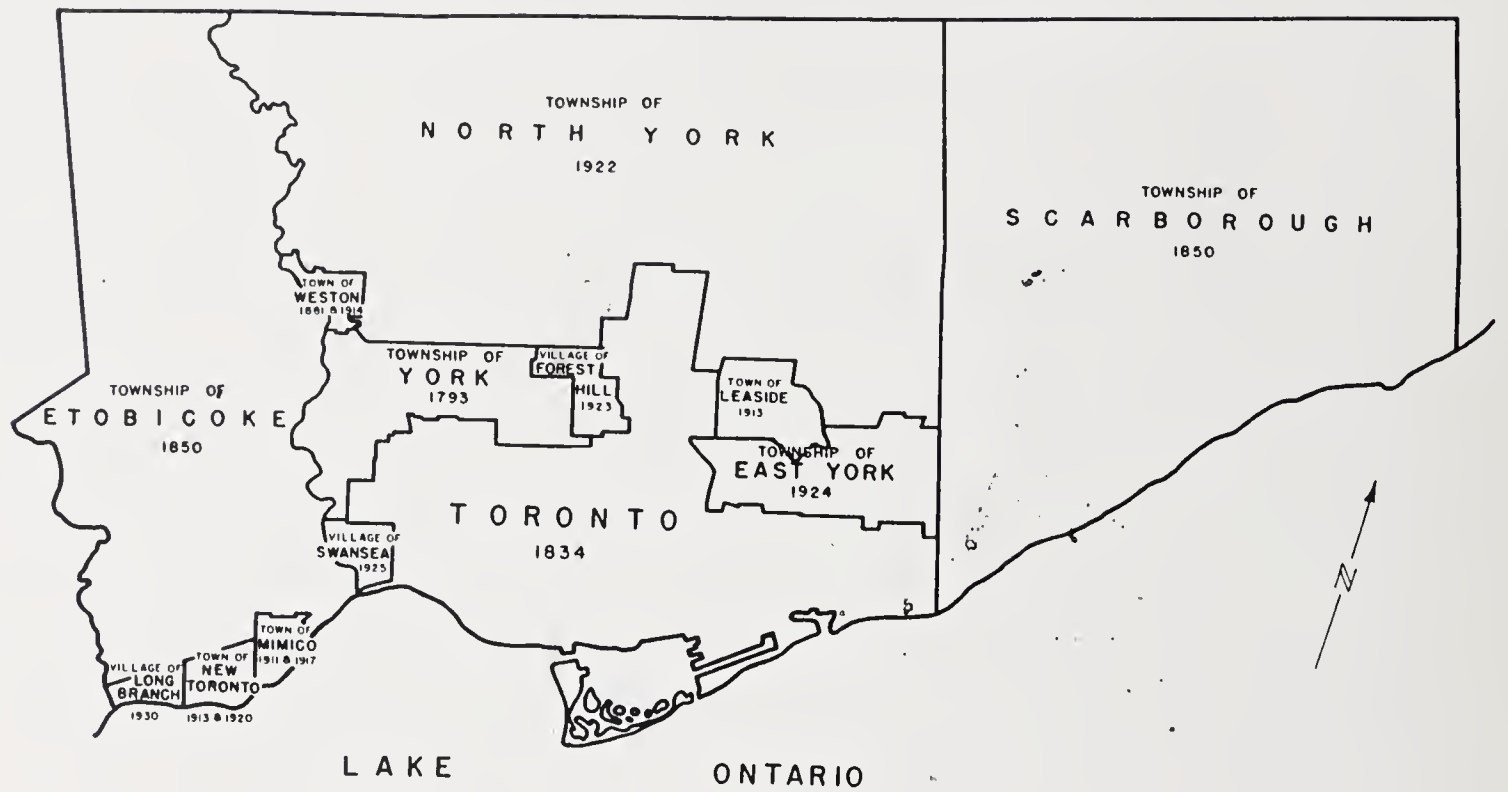 TOWNSHIP OF
NORTH YORK
1922
TOWNSHIP OF
SCARBOROUGH
1850
TOWN OF
WESTON
1881 & 1914
TOWNSHIP OF
YORK
1793
VILLAGE OF
FOREST
HILL
1923
TOWN OF
LEASIDE
1913
TOWNSHIP OF
ETOBICOKE
1850
TOWNSHIP OF
EAST YORK
1924
TORONTO
1834
VILLAGE OF
SWANSEA
1925
TOWN OF
MIMICO
1911 & 1917
TOWN OF
NEW
TORONTO
1913 & 1920
VILLAGE OF
LONG
BRANCH
1930
N
LAKE ONTARIO